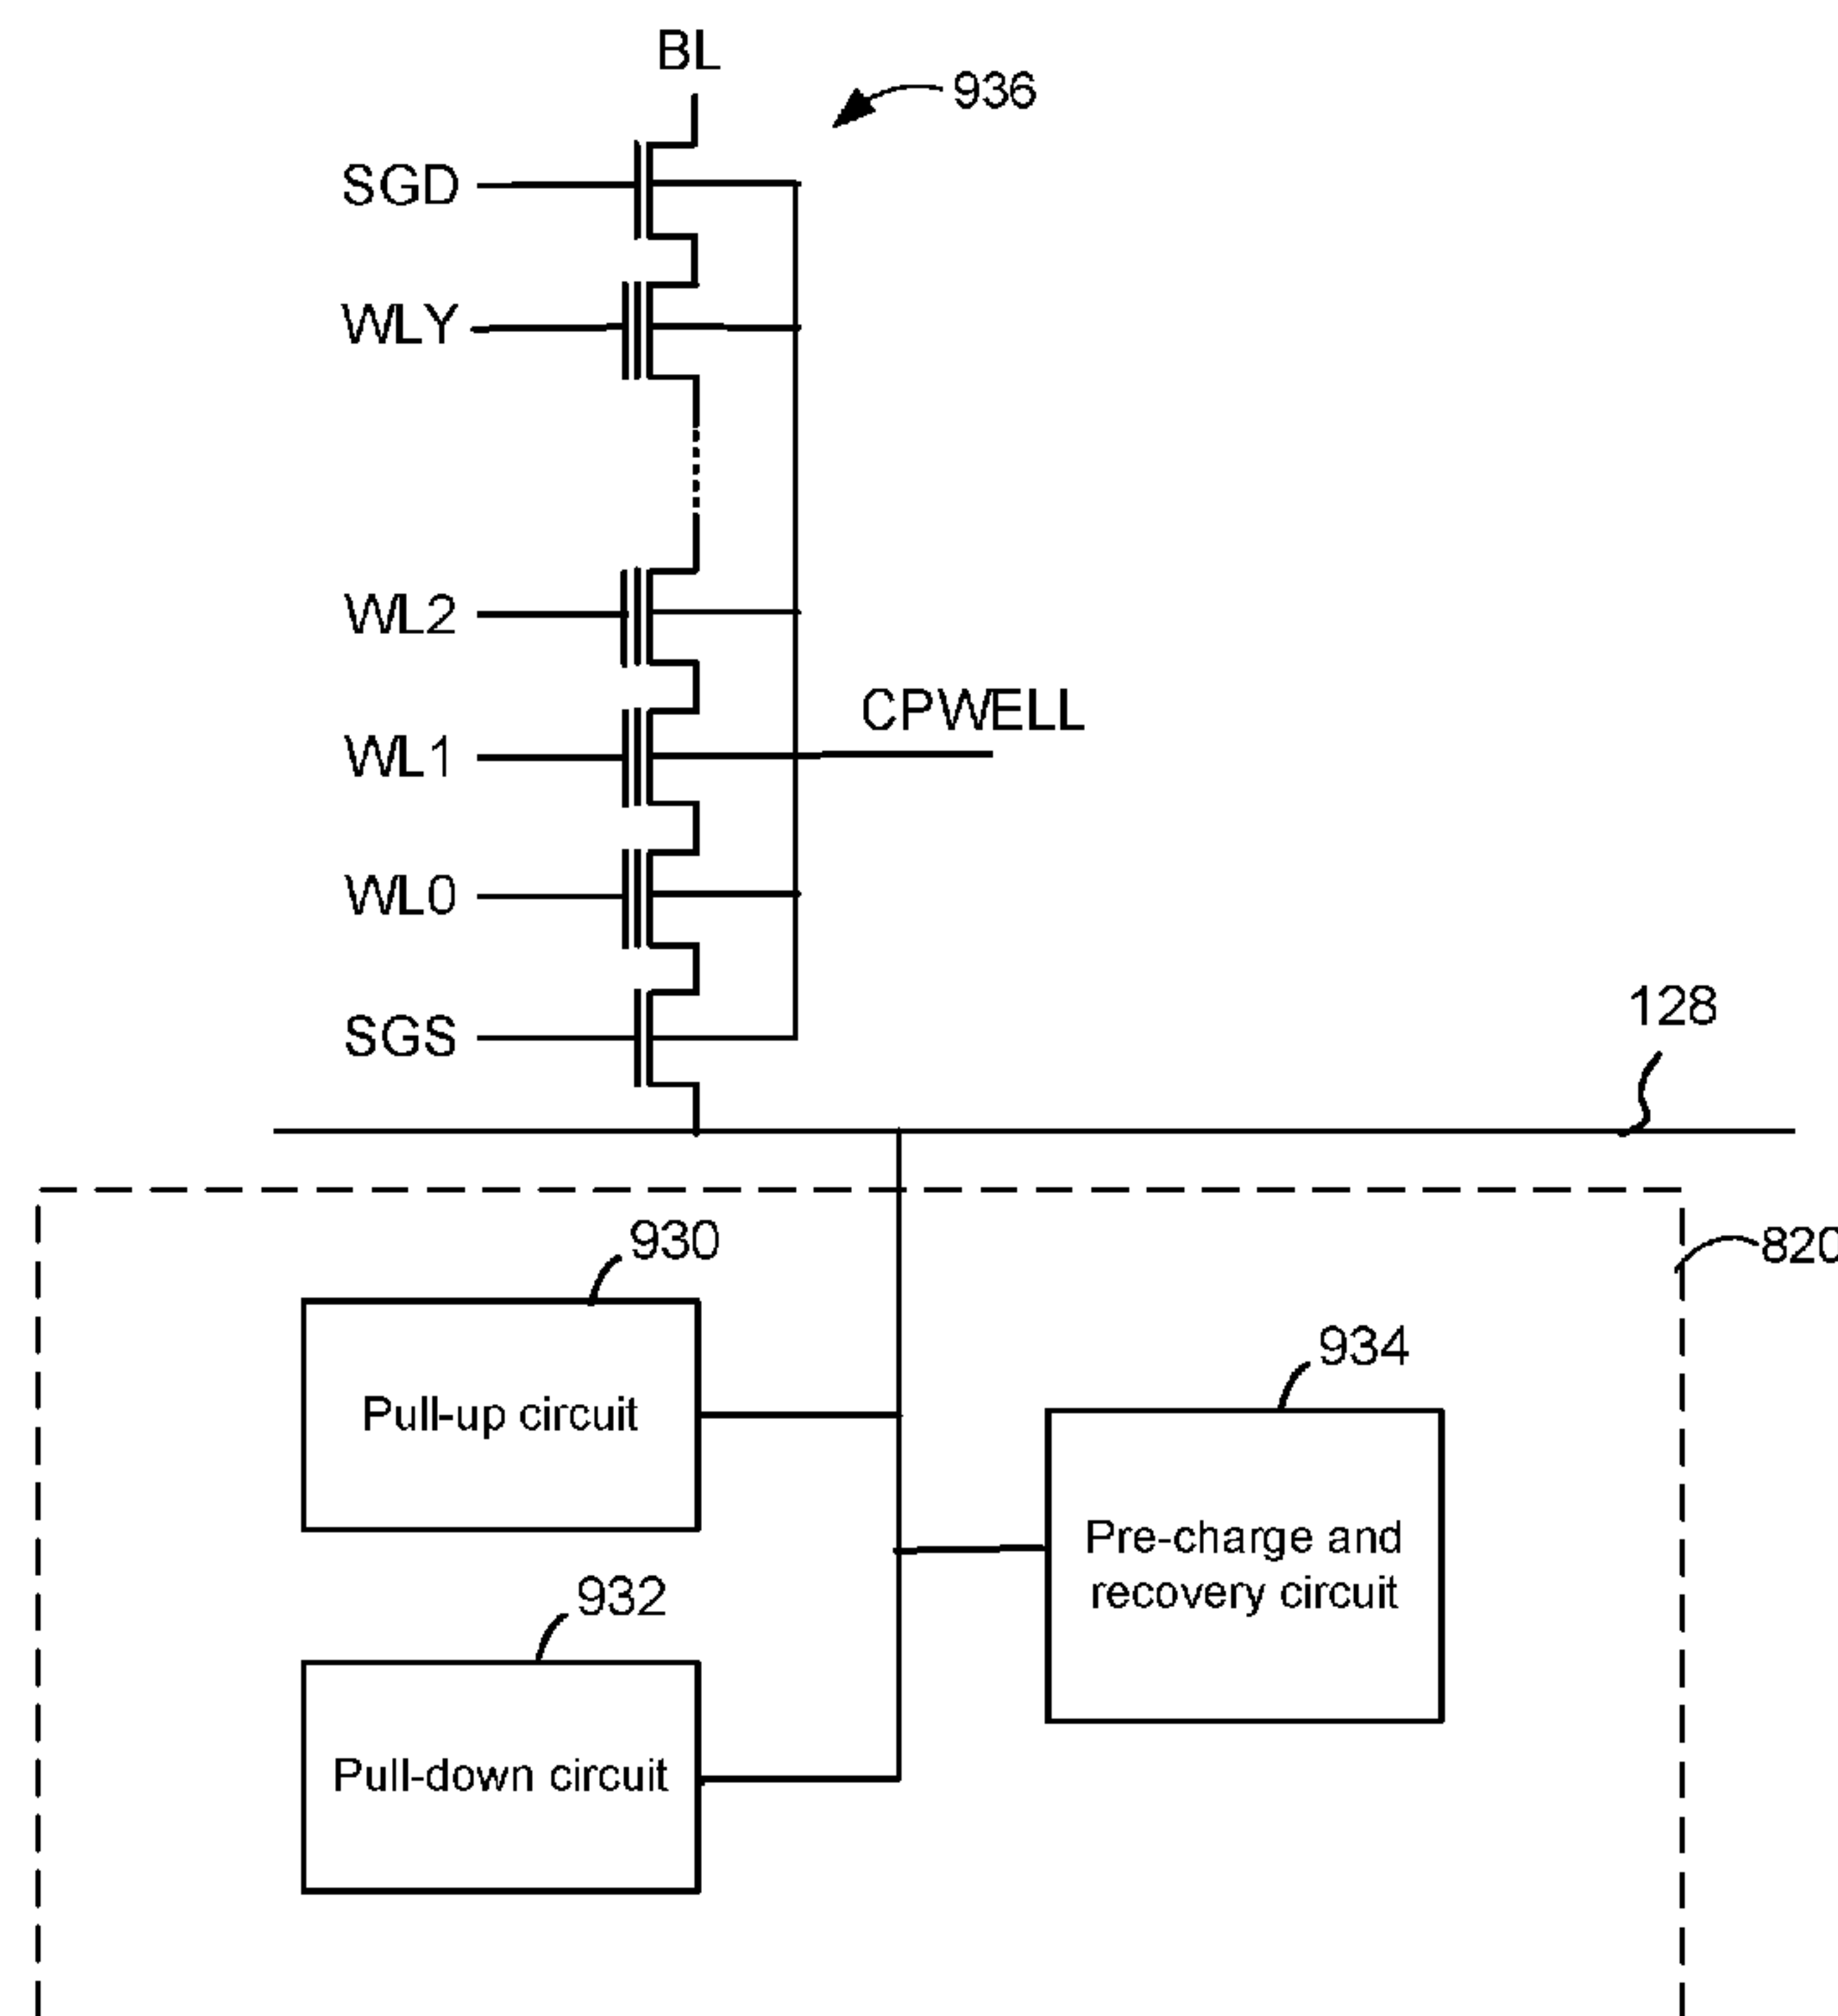 BL
936
SGD
WLY
WL2
CPWELL
WL1
WL0
SGS
128
930
820
934
Pull-up circuit
Pre-charge and
recovery circuit
932
Pull-down circuit